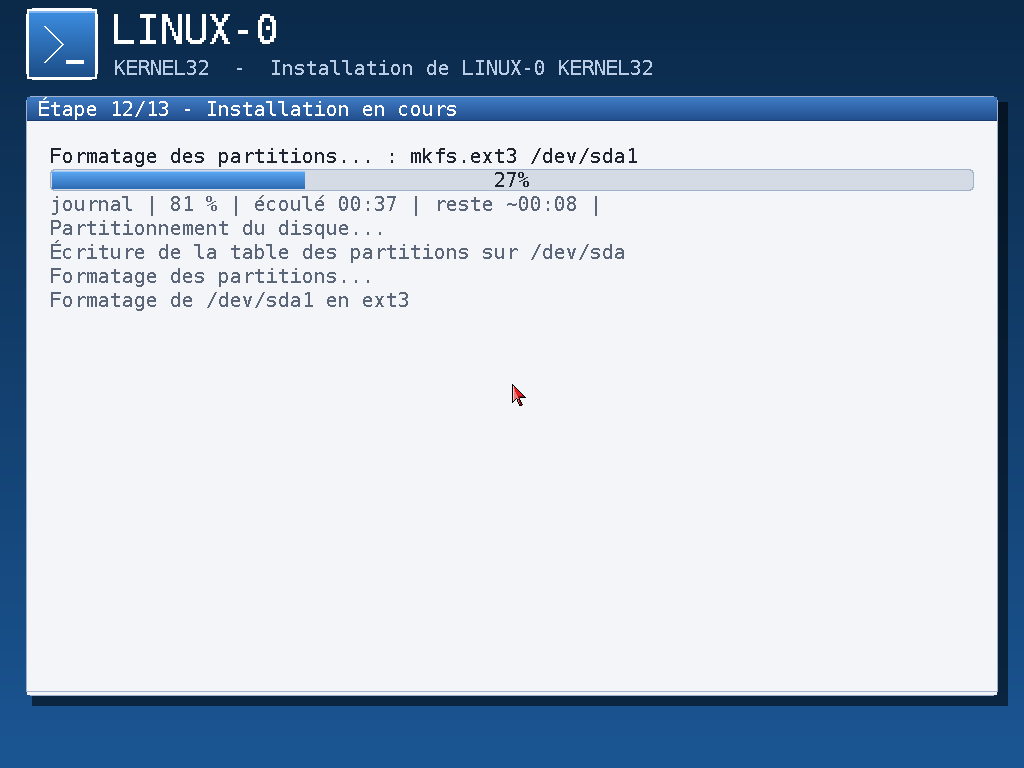 >_
LINUX-0
KERNEL32 - Installation de LINUX-0 KERNEL32
Étape 12/13 - Installation en cours
Formatage des partitions... : mkfs.ext3 /dev/sda1
27%
journal | 81 % | écoulé 00:37 | reste ~00:08 |
Partitionnement du disque...
Écriture de la table des partitions sur /dev/sda
Formatage des partitions...
Formatage de /dev/sda1 en ext3